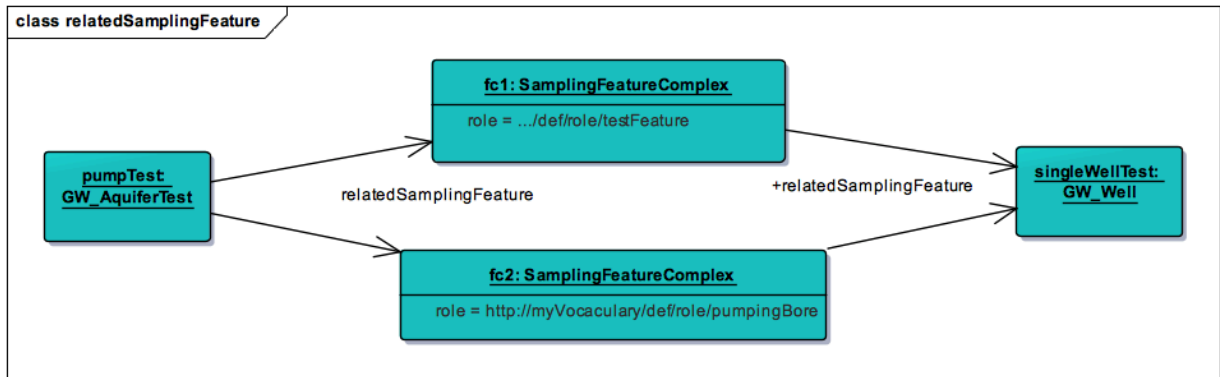 class relatedSamplingFeature
fc1: SamplingFeatureComplex
role = .../def/role/testFeature
pumpTest:
GW_AquiferTest
relatedSamplingFeature
+relatedSamplingFeature
singleWellTest:
GW_Well
fc2: SamplingFeatureComplex
role = http://myVocaculary/def/role/pumpingBore